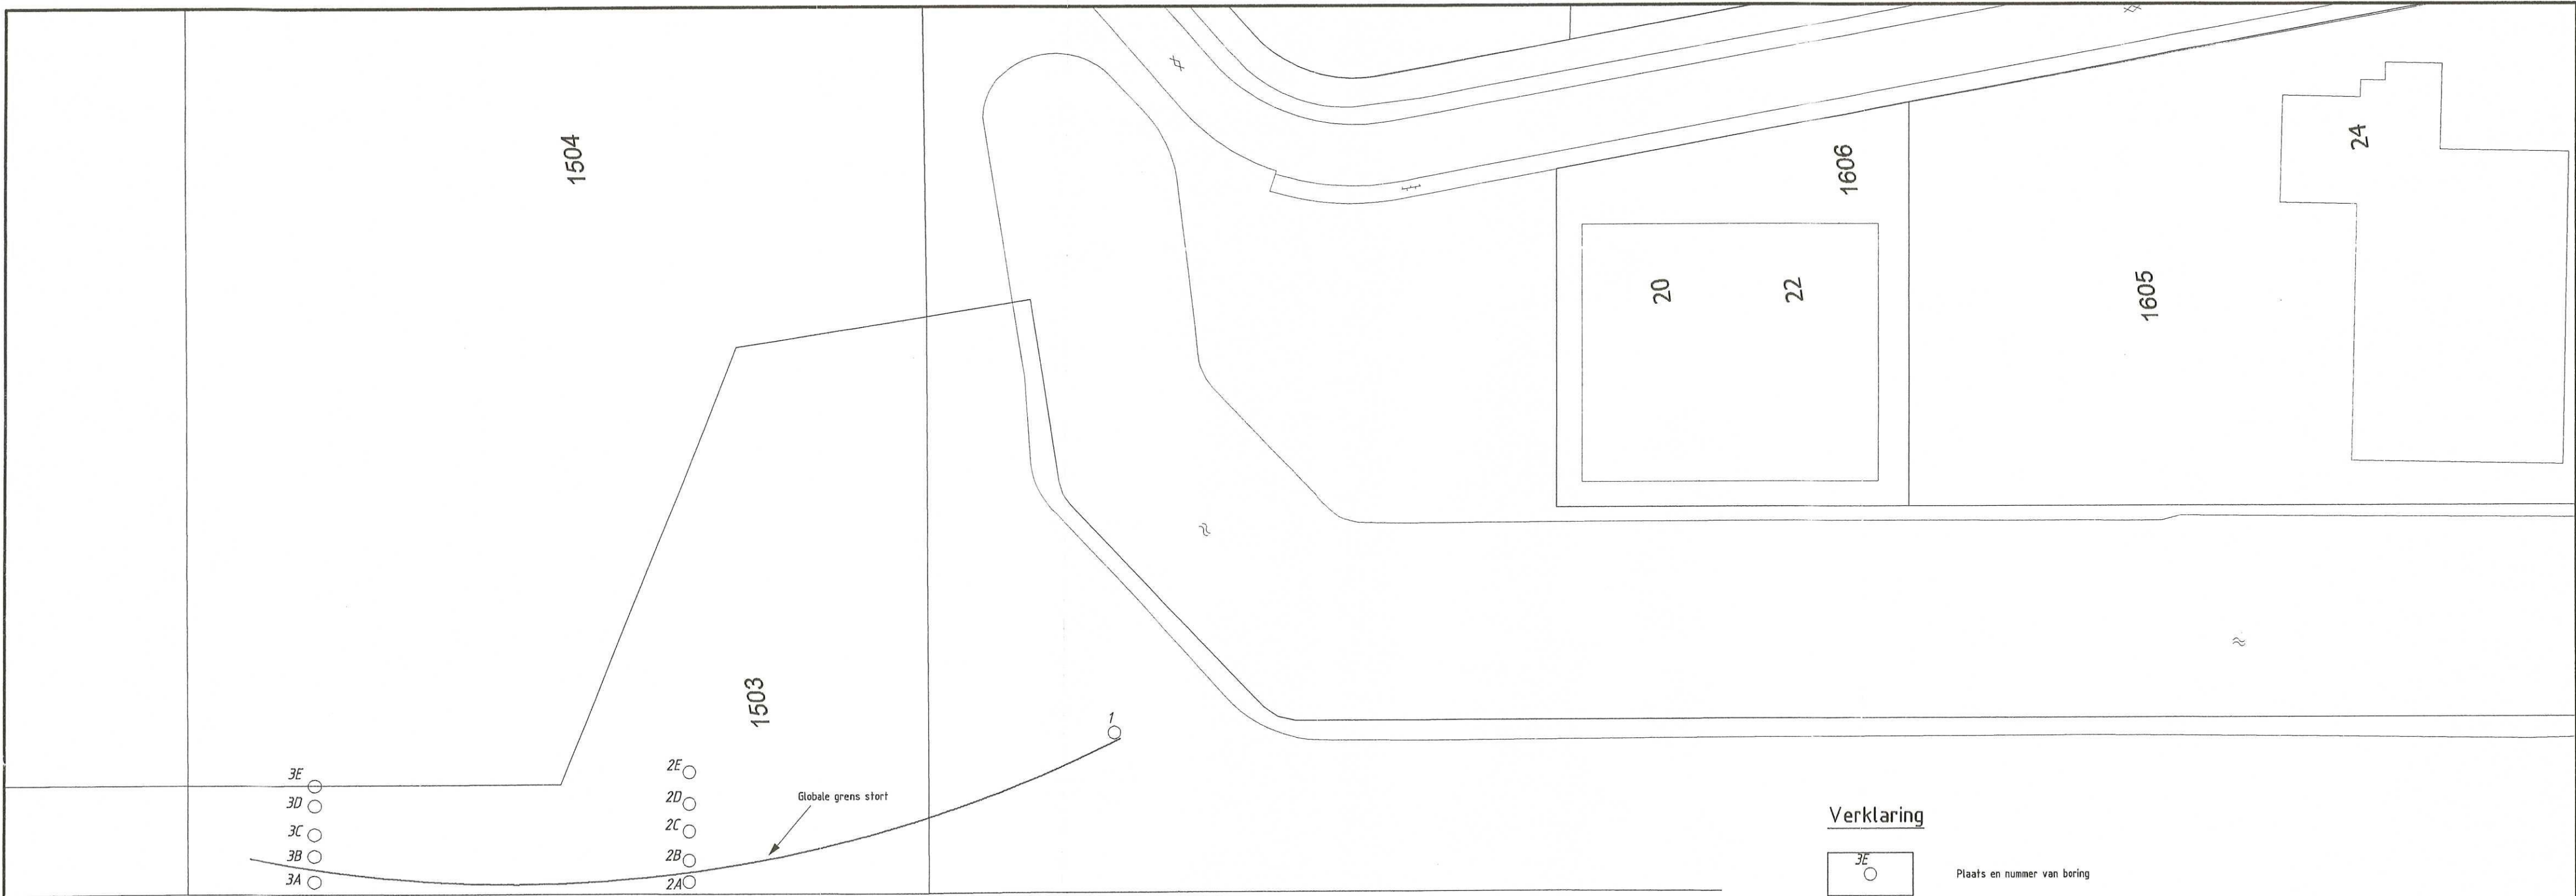 1504
24
1606
20
22
1605
1503
1
3E
3D
3C
3B
3A
2E
2D
2C
2B
2A
Globale grens stort
Verklaring
3E
Plaats en nummer van boring